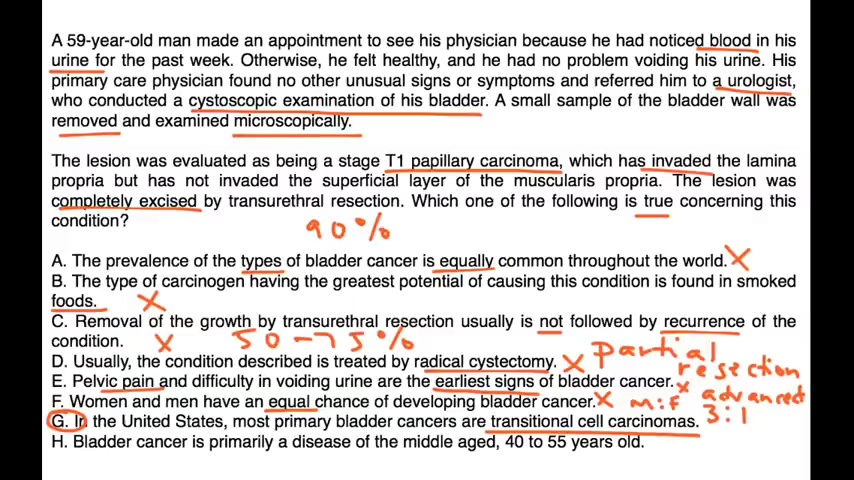 A 59-year-old man made an appointment to see his physician because he had noticed blood in his
urine for the past week. Otherwise, he felt healthy, and he had no problem voiding his urine. His
primary care physician found no other unusual signs or symptoms and referred him to a urologist,
who conducted a cystoscopic examination of his bladder. A small sample of the bladder wall was
removed and examined microscopically.
The lesion was evaluated as being a stage T1 papillary carcinoma, which has invaded the lamina
propria but has not invaded the superficial layer of the muscularis propria. The lesion was
completely excised by transurethral resection. Which one of the following is true concerning this
condition?
90%
A. The prevalence of the types of bladder cancer is equally common throughout the world. X
B. The type of carcinogen having the greatest potential of causing this condition is found in smoked
foods. X
C. Removal of the growth by transurethral resection usually is not followed by recurrence of the
condition. X 50-75%
D. Usually, the condition described is treated by radical cystectomy. X Partial
resection
E. Pelvic pain and difficulty in voiding urine are the earliest signs of bladder cancer. X advanced
F. Women and men have an equal chance of developing bladder cancer. X M:F
3:1
G. In the United States, most primary bladder cancers are transitional cell carcinomas.
H. Bladder cancer is primarily a disease of the middle aged, 40 to 55 years old.